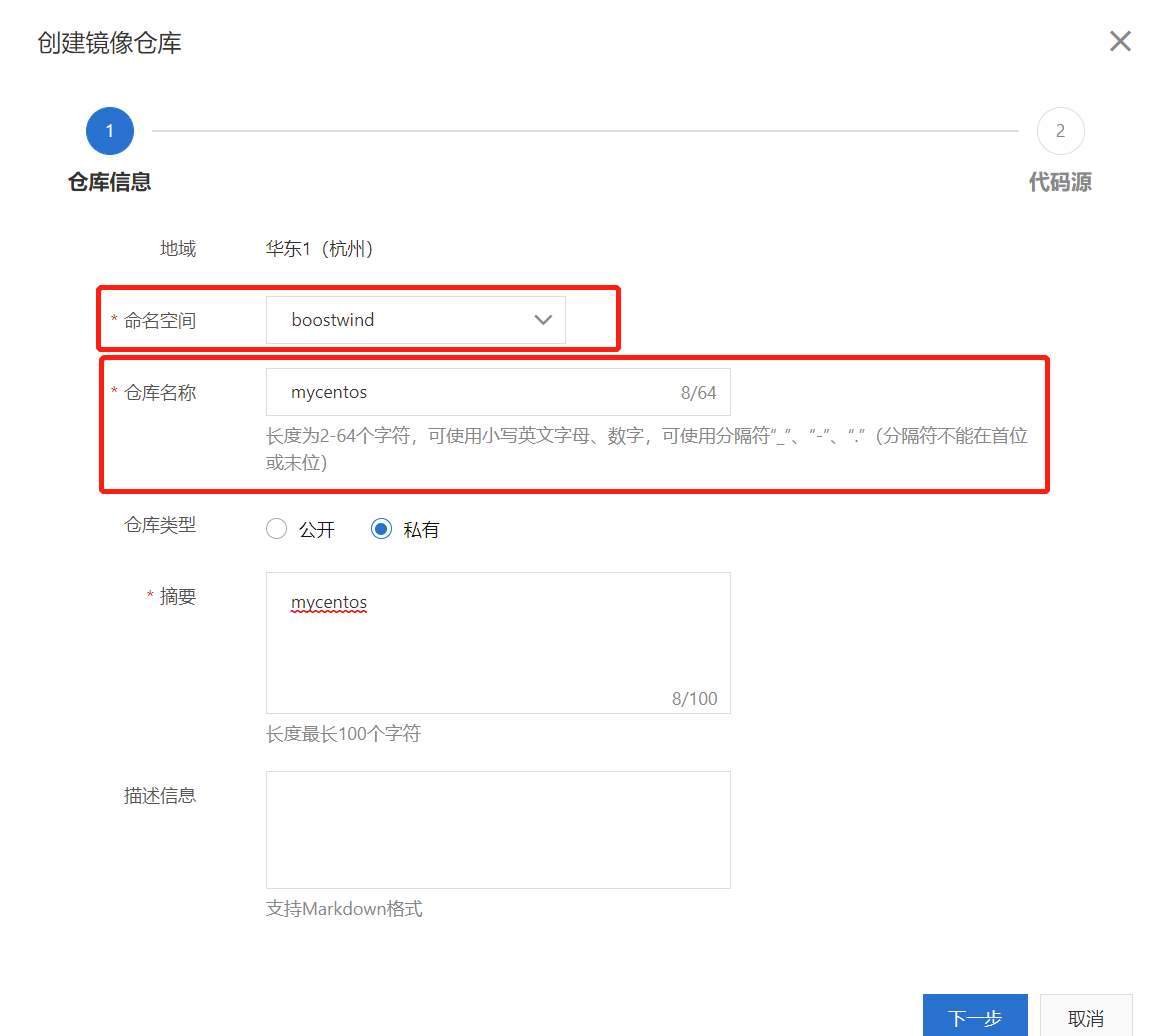 创建镜像仓库
1
2
仓库信息
代码源
地域
华东1（杭州）
* 命名空间
boostwind
* 仓库名称
mycentos
8/64
长度为2-64个字符，可使用小写英文字母、数字，可使用分隔符“_”、“-”、“.”（分隔符不能在首位
或末位）
仓库类型
公开
私有
* 摘要
mycentos
8/100
长度最长100个字符
描述信息
支持Markdown格式
下一步
取消